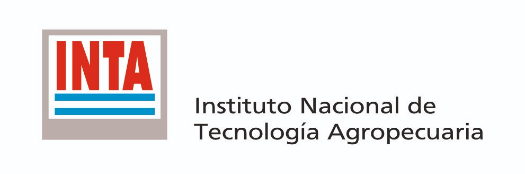 INTA
Instituto Nacional de
Tecnología Agropecuaria